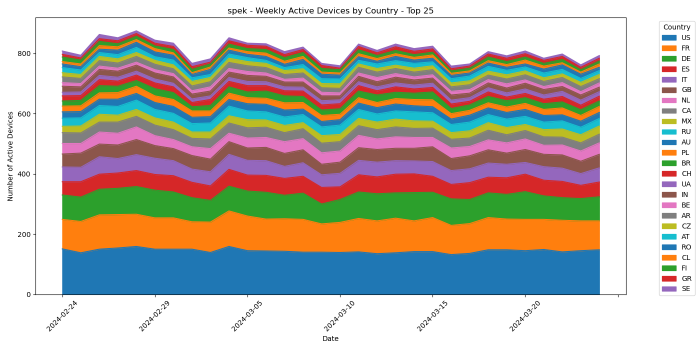 spek - Weekly Active Devices by Country - Top 25
Number of Active Devices
800
600
400
200
0
2024-02-24
2024-02-29
2024-03-05
2024-03-10
2024-03-15
2024-03-20
Date
Country
US
FR
DE
ES
IT
GB
NL
CA
MX
RU
AU
PL
BR
CH
UA
IN
BE
AR
CZ
AT
RO
CL
FI
GR
SE